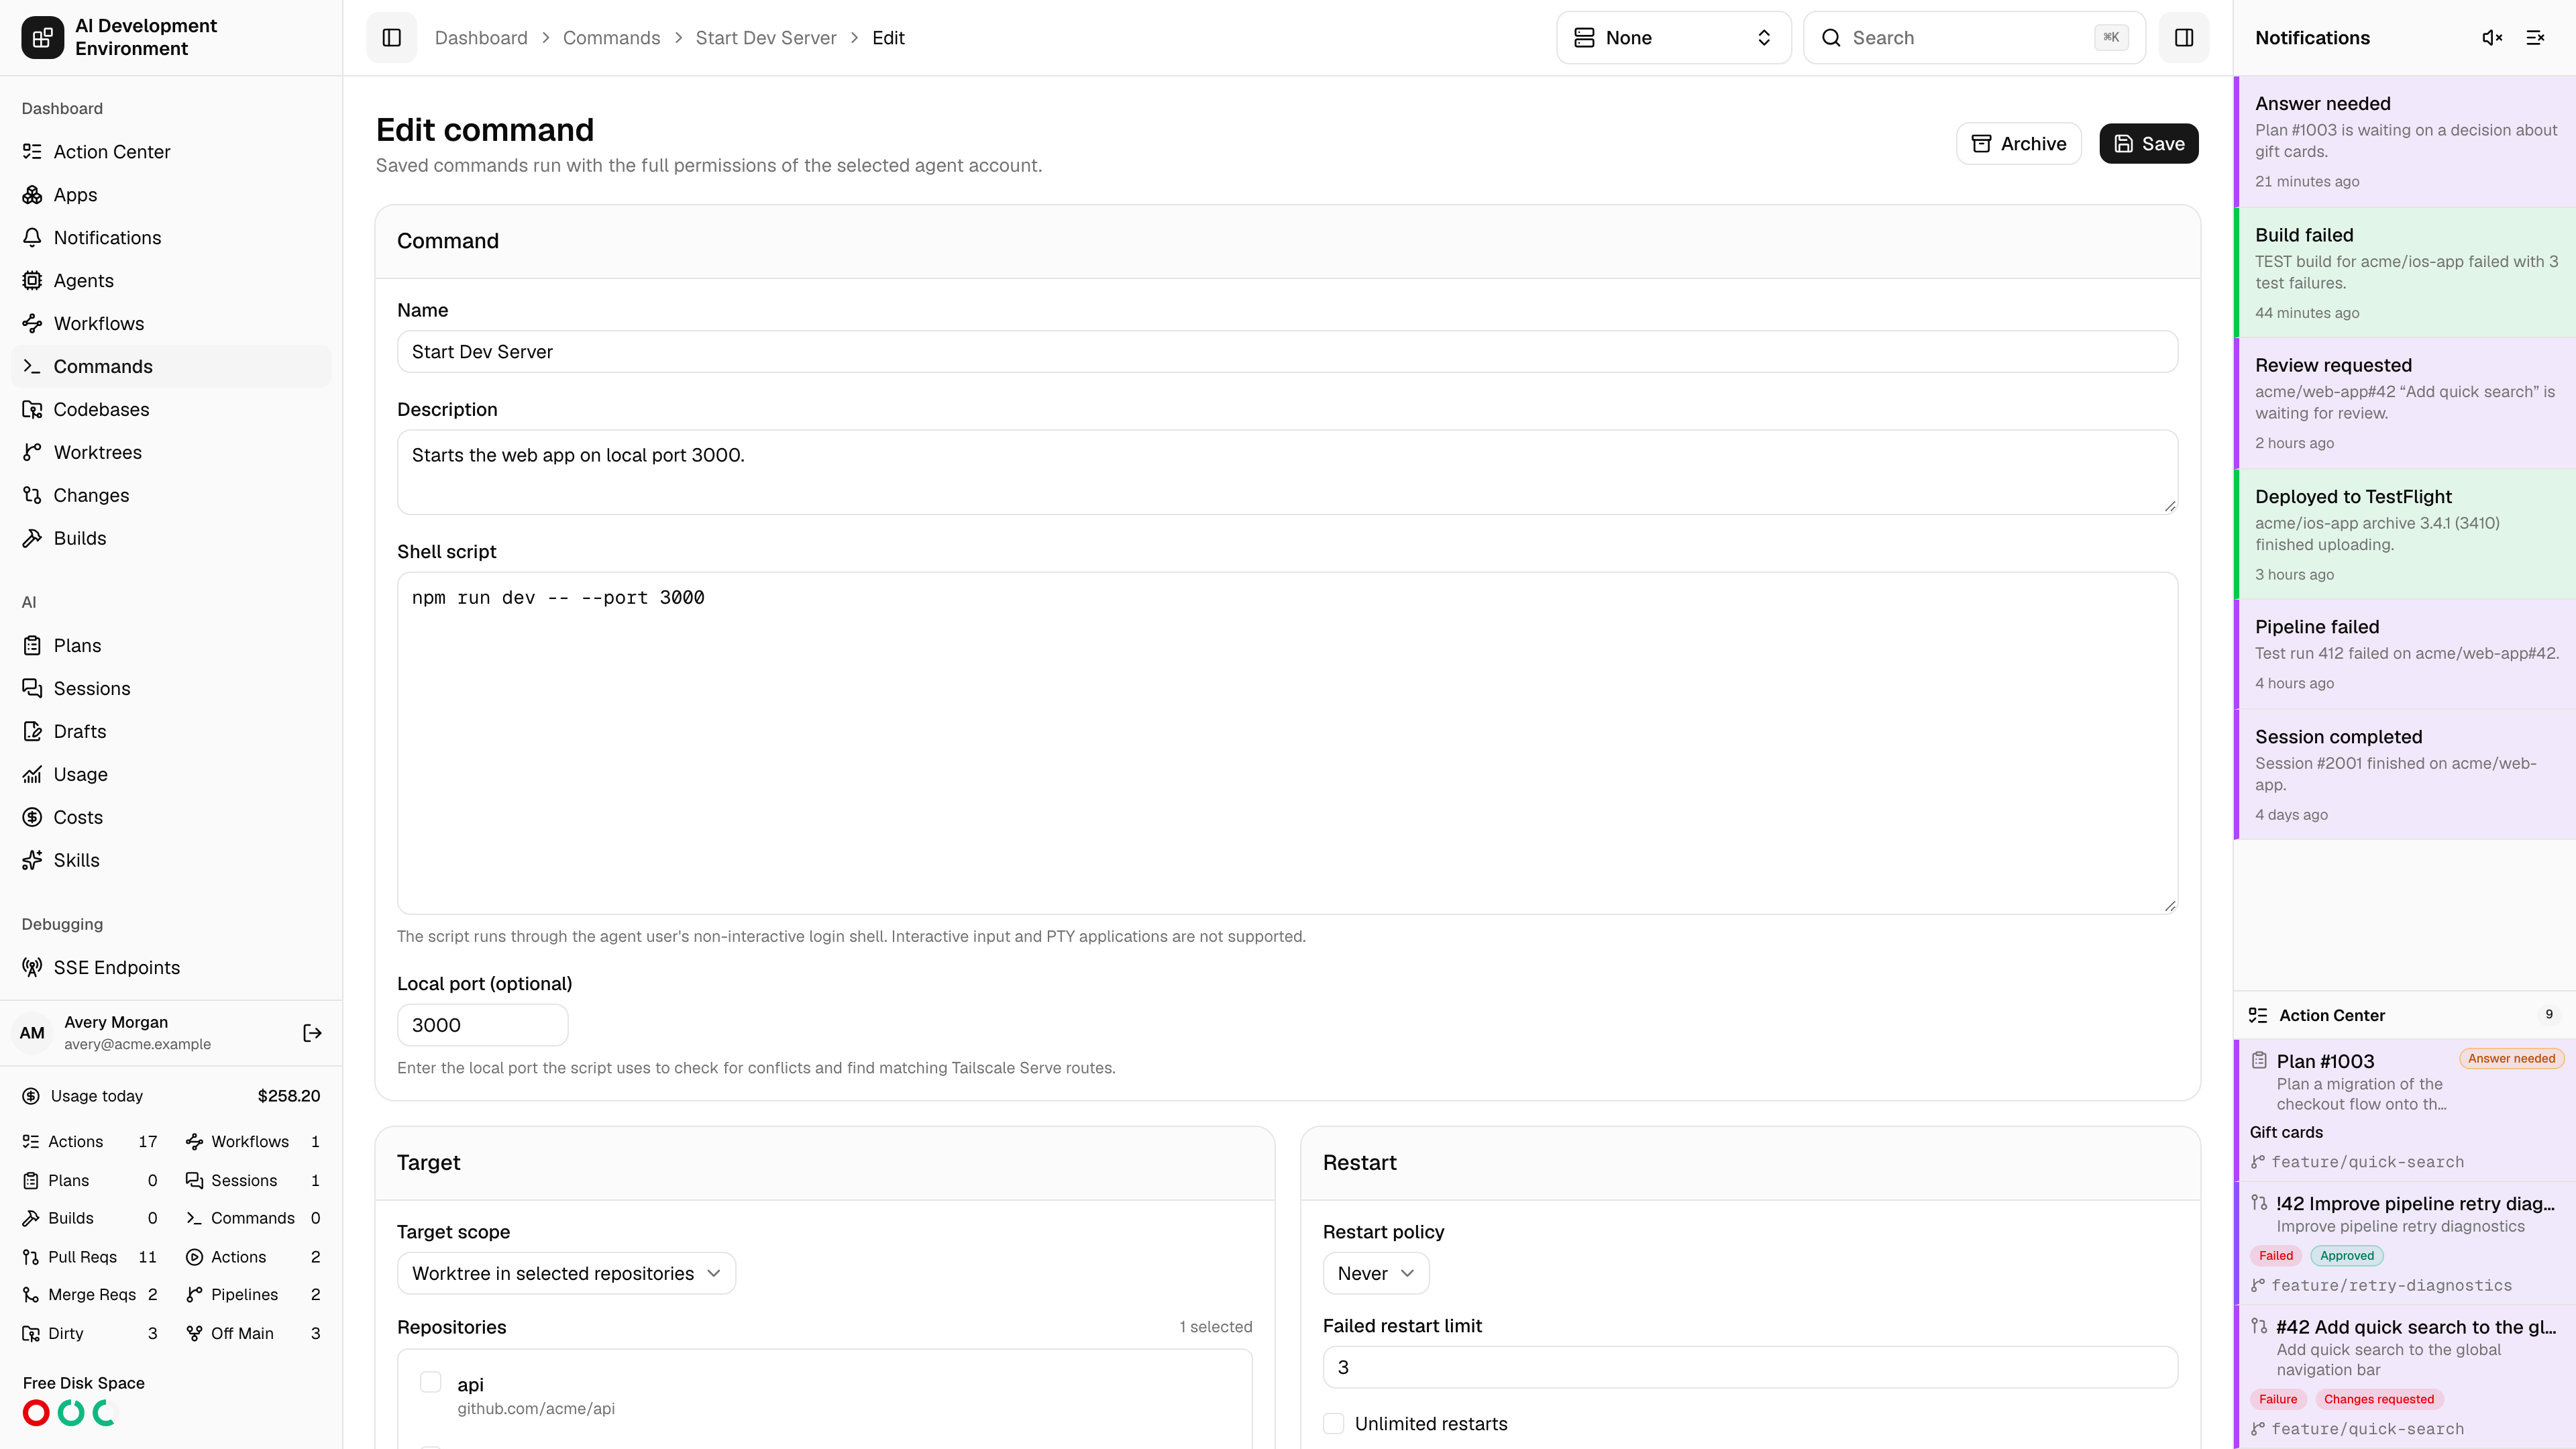 AI Development
Environment
Dashboard
Action Center
Apps
Notifications
Agents
Workflows
Commands
Codebases
Worktrees
Changes
Builds
AI
Plans
Sessions
Drafts
Usage
Costs
Skills
Debugging
SSE Endpoints
AM
Avery Morgan
avery@acme.example
Usage today $258.20
Actions 17 Workflows 1
Plans 0 Sessions 1
Builds 0 Commands 0
Pull Reqs 11 Actions 2
Merge Reqs 2 Pipelines 2
Dirty 3 Off Main 3
Free Disk Space
Dashboard > Commands > Start Dev Server > Edit
None
Search ⌘K
Edit command
Saved commands run with the full permissions of the selected agent account.
Archive
Save
Command
Name
Start Dev Server
Description
Starts the web app on local port 3000.
Shell script
npm run dev -- --port 3000
The script runs through the agent user's non-interactive login shell. Interactive input and PTY applications are not supported.
Local port (optional)
3000
Enter the local port the script uses to check for conflicts and find matching Tailscale Serve routes.
Target
Target scope
Worktree in selected repositories
Repositories 1 selected
api
github.com/acme/api
Restart
Restart policy
Never
Failed restart limit
3
Unlimited restarts
Notifications
Answer needed
Plan #1003 is waiting on a decision about
gift cards.
21 minutes ago
Build failed
TEST build for acme/ios-app failed with 3
test failures.
44 minutes ago
Review requested
acme/web-app#42 “Add quick search” is
waiting for review.
2 hours ago
Deployed to TestFlight
acme/ios-app archive 3.4.1 (3410)
finished uploading.
3 hours ago
Pipeline failed
Test run 412 failed on acme/web-app#42.
4 hours ago
Session completed
Session #2001 finished on acme/web-
app.
4 days ago
Action Center 9
Plan #1003 Answer needed
Plan a migration of the
checkout flow onto th…
Gift cards
feature/quick-search
!42 Improve pipeline retry diag…
Improve pipeline retry diagnostics
Failed Approved
feature/retry-diagnostics
#42 Add quick search to the gl…
Add quick search to the global
navigation bar
Failure Changes requested
feature/quick-search